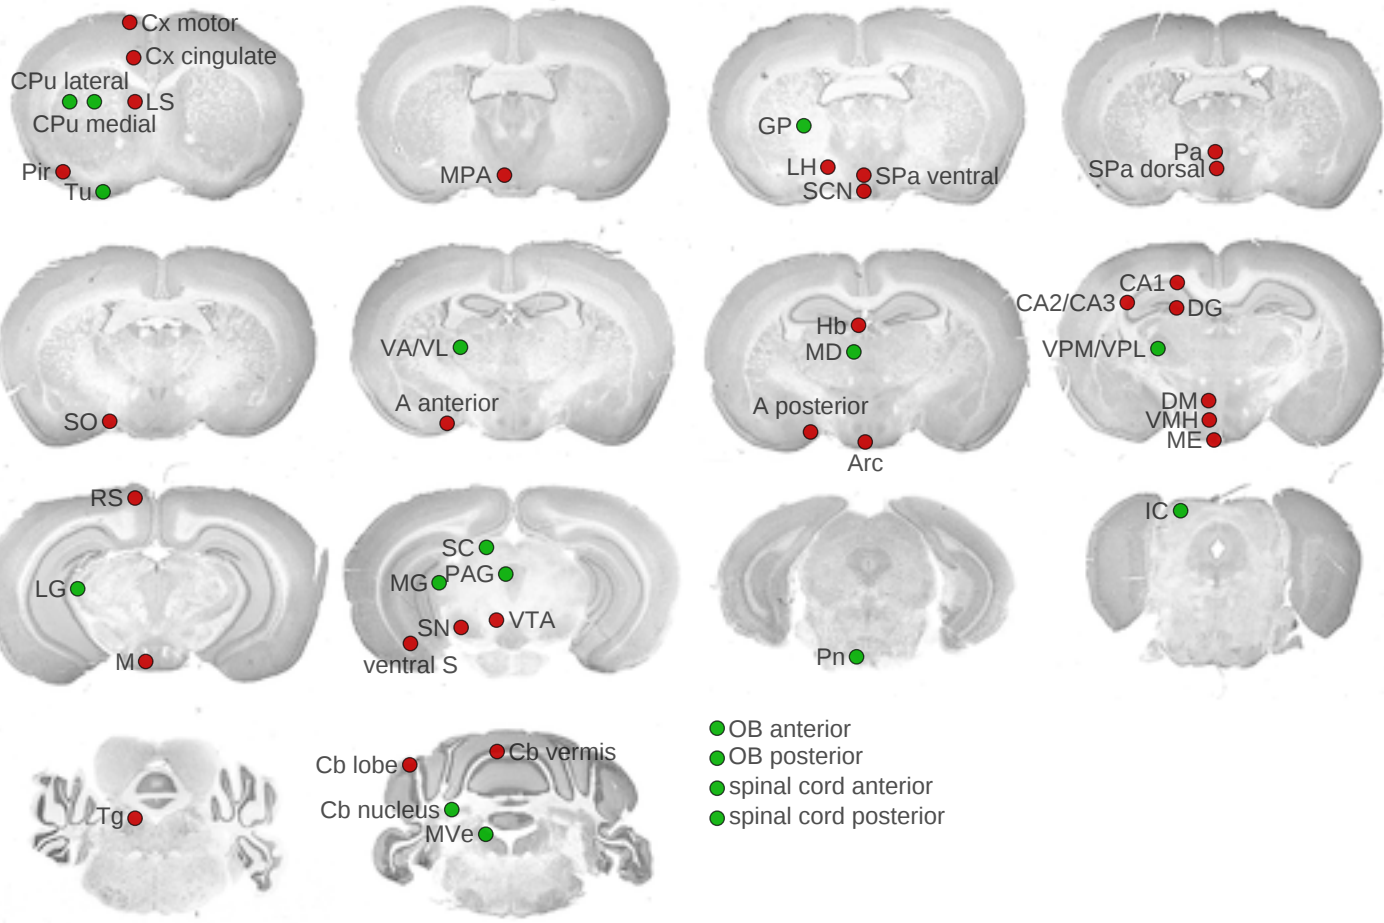 Cx motor
Cx cingulate
CPu lateral
LS
CPu medial
Pir
Tu
MPA
GP
LH
SPa ventral
SCN
Pa
SPa dorsal
SO
VA/VL
A anterior
Hb
MD
A posterior
Arc
CA1
CA2/CA3
DG
VPM/VPL
DM
VMH
ME
RS
LG
M
SC
MG
PAG
SN
VTA
ventral S
Pn
IC
Tg
Cb lobe
Cb vermis
Cb nucleus
MVe
OB anterior
OB posterior
spinal cord anterior
spinal cord posterior